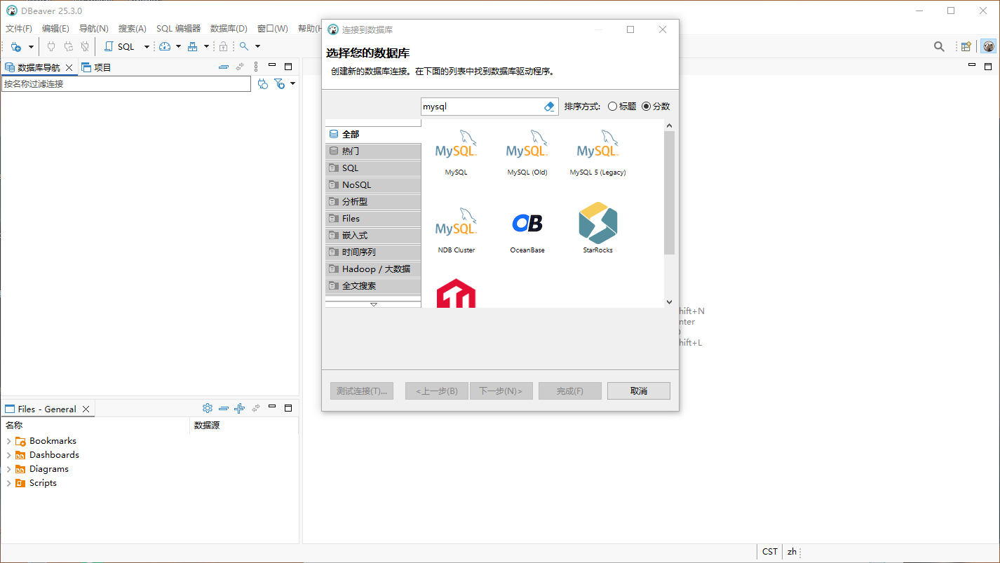 DBeaver 25.3.0
文件(F) 编辑(E) 导航(N) 搜索(A) SQL 编辑器 数据库(D) 窗口(W) 帮助(H
SQL
数据库导航 项目
按名称过滤连接
连接到数据库
选择您的数据库
创建新的数据库连接。在下面的列表中找到数据库驱动程序。
mysql 排序方式: 标题 分数
全部
热门
SQL
NoSQL
分析型
Files
嵌入式
时间序列
Hadoop / 大数据
全文搜索
MySQL MySQL MySQL
MySQL MySQL (Old) MySQL 5 (Legacy)
MySQL OB
NDB Cluster OceanBase StarRocks
测试连接(T)... <上一步(B) 下一步(N)> 完成(F) 取消
hift+N
nter
hift+L
Files - General
名称 数据源
Bookmarks
Dashboards
Diagrams
Scripts
CST zh